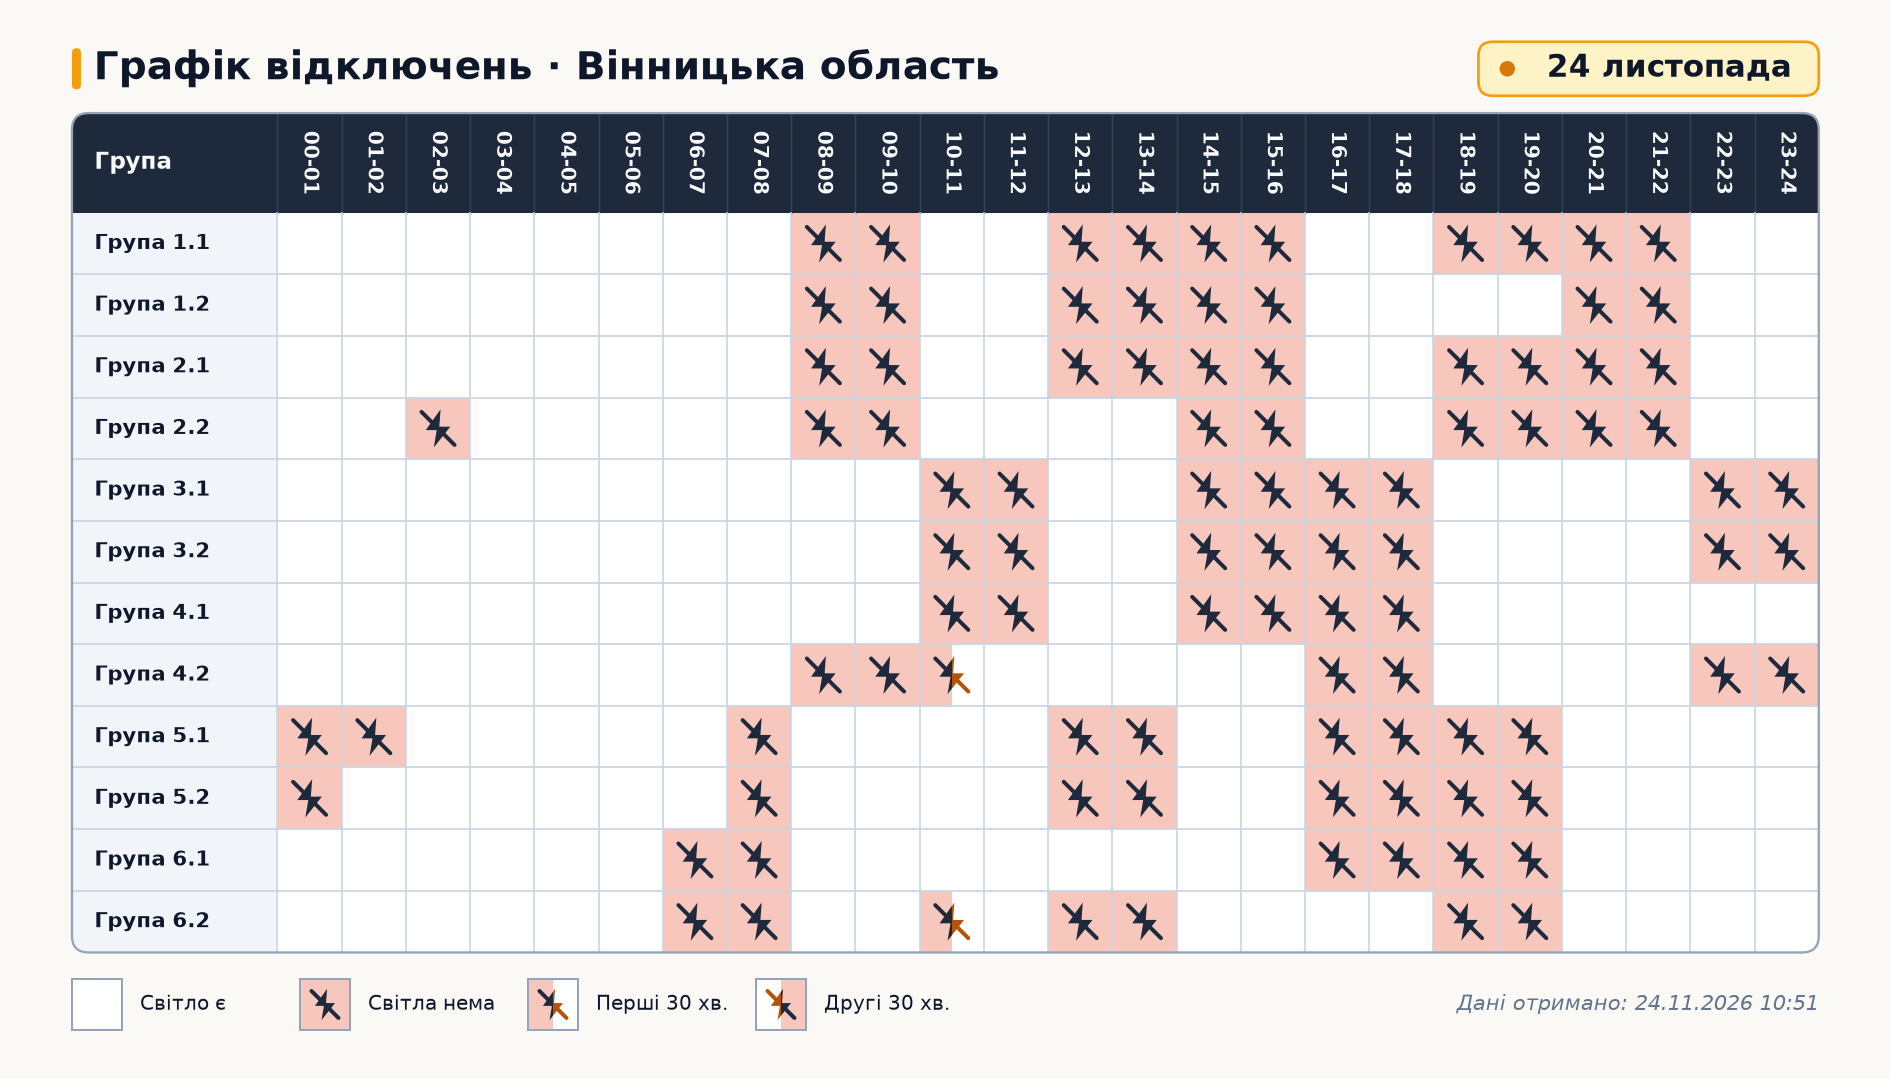 Графік відключень · Вінницька область
24 листопада
Група 00-01 01-02 02-03 03-04 04-05 05-06 06-07 07-08 08-09 09-10 10-11 11-12 12-13 13-14 14-15 15-16 16-17 17-18 18-19 19-20 20-21 21-22 22-23 23-24
Група 1.1
Група 1.2
Група 2.1
Група 2.2
Група 3.1
Група 3.2
Група 4.1
Група 4.2
Група 5.1
Група 5.2
Група 6.1
Група 6.2
Світло є Світла нема Перші 30 хв. Другі 30 хв.
Дані отримано: 24.11.2026 10:51